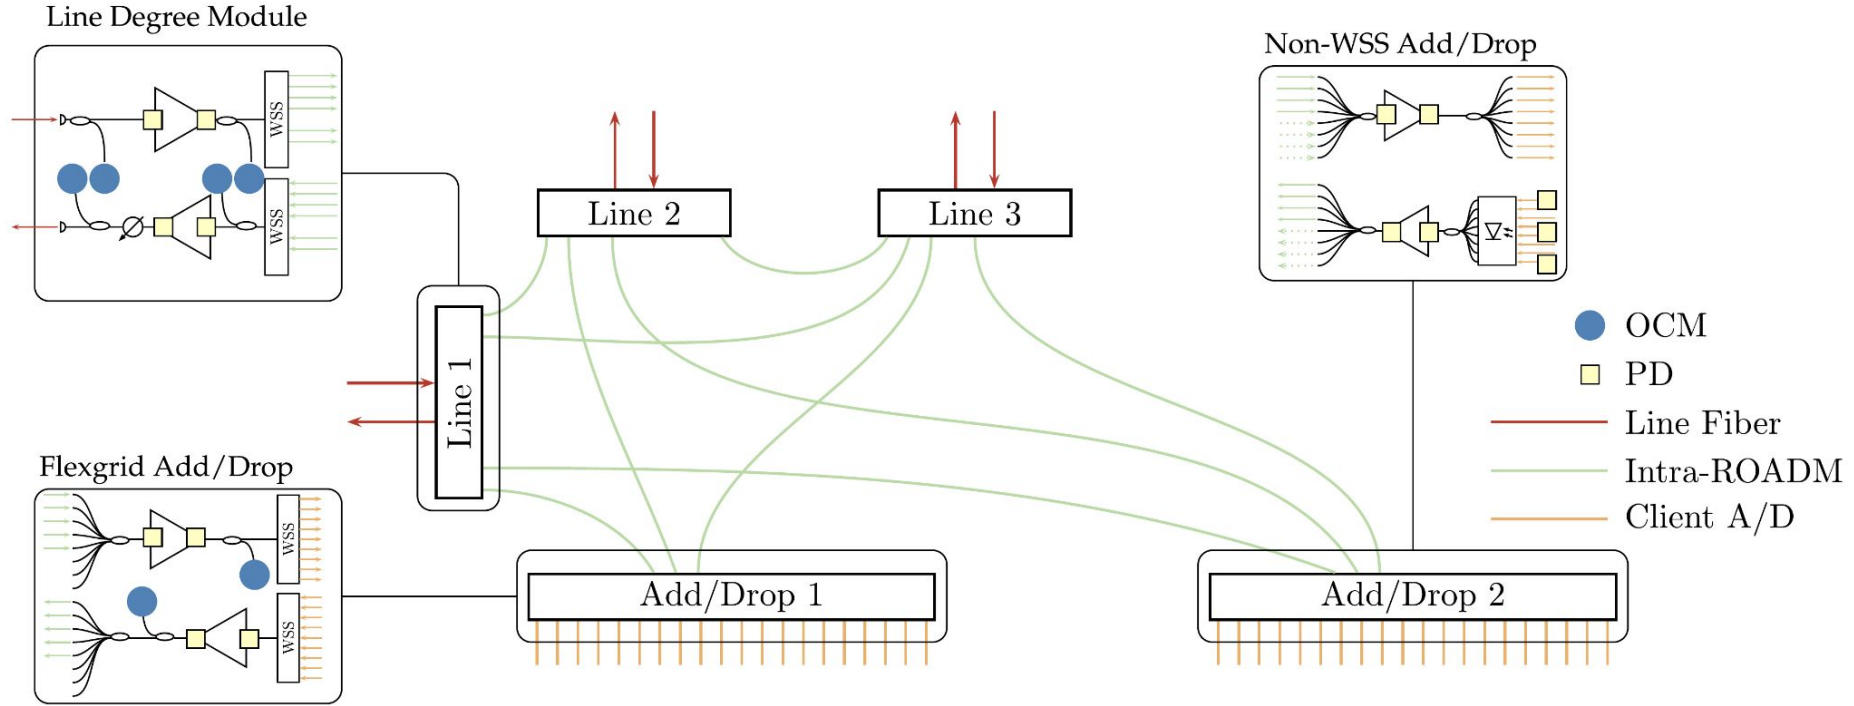 Line Degree Module
WSS
WSS
Line 2
Line 3
Non-WSS Add/Drop
OCM
PD
Line Fiber
Intra-ROADM
Client A/D
Line 1
Flexgrid Add/Drop
WSS
WSS
Add/Drop 1
Add/Drop 2